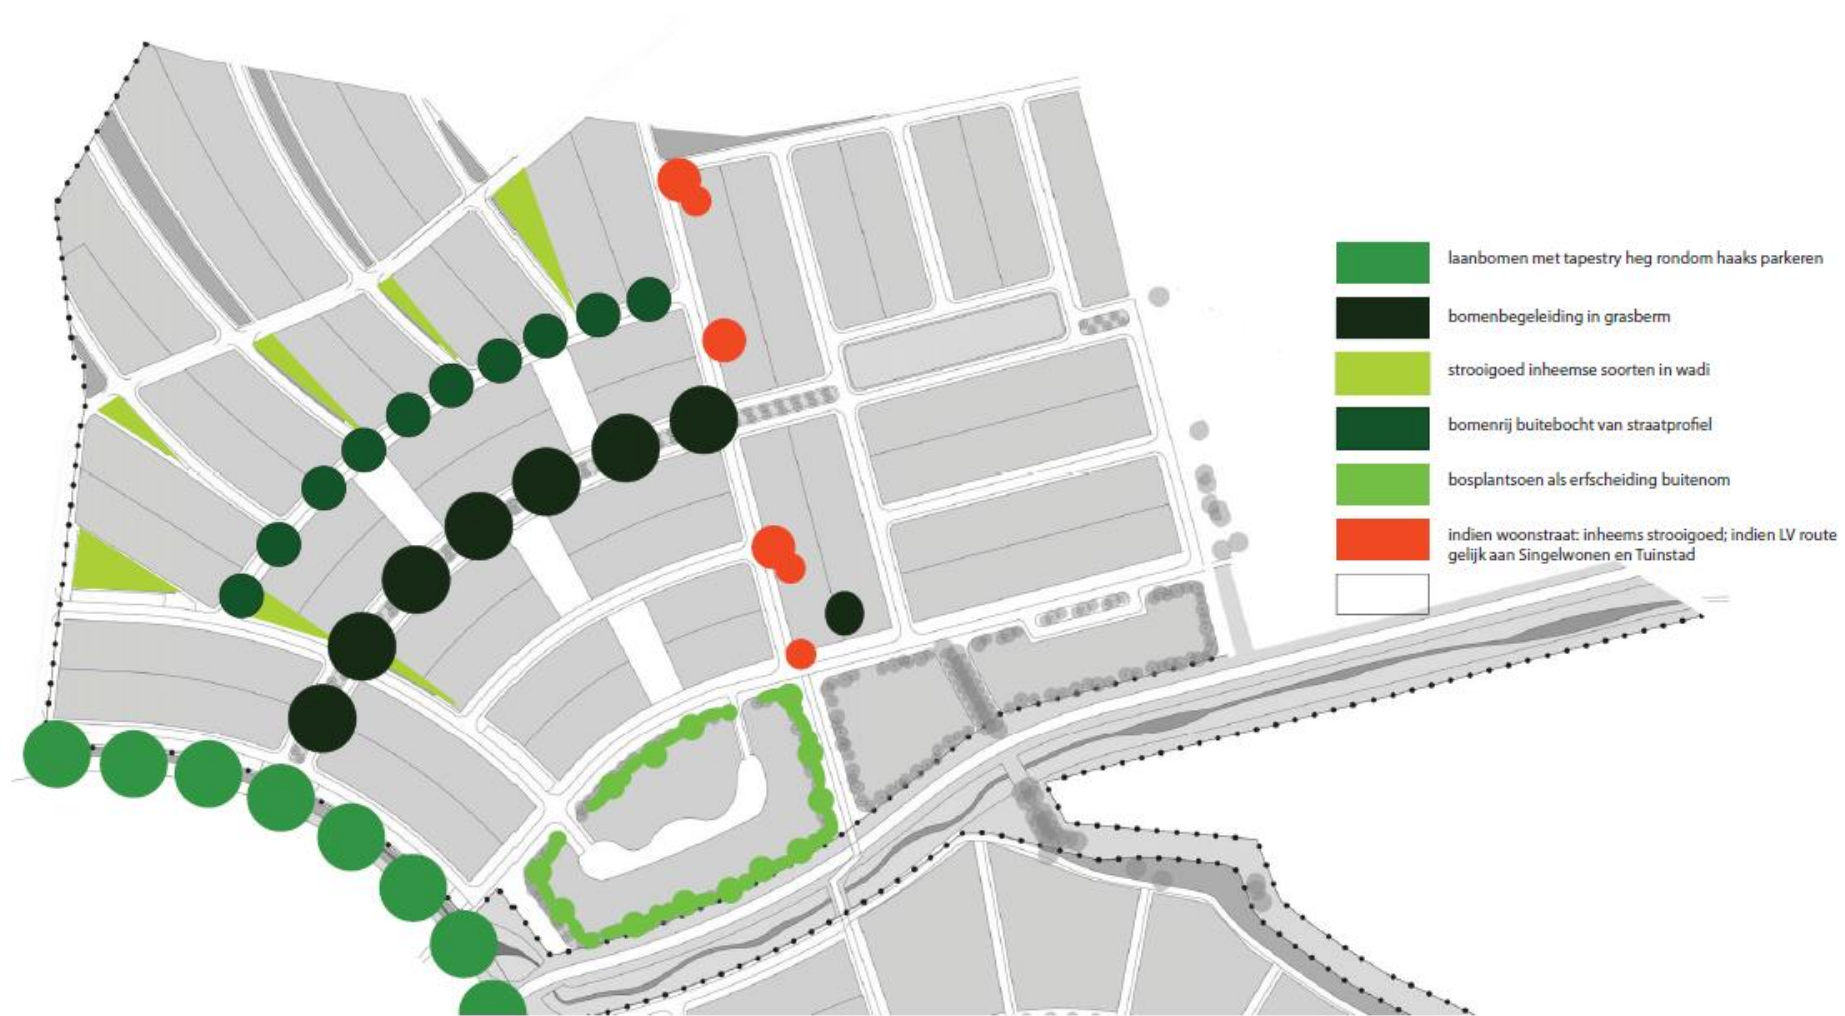 laanbomen met tapestry heg rondom haaks parkeren
bomenbegeleiding in grasberm
strooigoed inheemse soorten in wadi
bomenrij buitebocht van straatprofiel
bosplantsoen als erfscheiding buitenom
indien woonstraat: inheems strooigoed; indien LV route
gelijk aan Singelwonen en Tuinstad